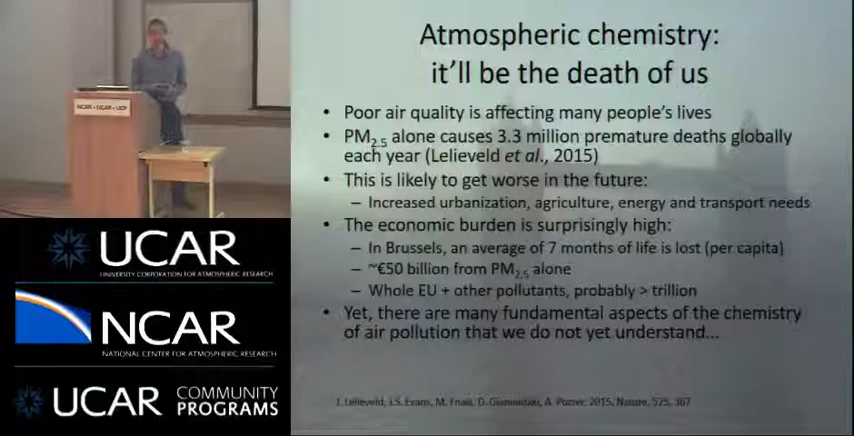 Atmospheric chemistry:
it'll be the death of us
• Poor air quality is affecting many people's lives
• PM2.5 alone causes 3.3 million premature deaths globally
each year (Lelieveld et al., 2015)
• This is likely to get worse in the future:
– Increased urbanization, agriculture, energy and transport needs
• The economic burden is surprisingly high:
– In Brussels, an average of 7 months of life is lost (per capita)
– ~€50 billion from PM2.5 alone
– Whole EU + other pollutants, probably > trillion
• Yet, there are many fundamental aspects of the chemistry
of air pollution that we do not yet understand...
J. Lelieveld, J.S. Evans, M. Fnais, D. Giannadaki, A. Pozzer. 2015, Nature, 525, 367
NCAR • UCAR • UCP
UCAR
UNIVERSITY CORPORATION FOR ATMOSPHERIC RESEARCH
NCAR
NATIONAL CENTER FOR ATMOSPHERIC RESEARCH
UCAR
COMMUNITY
PROGRAMS